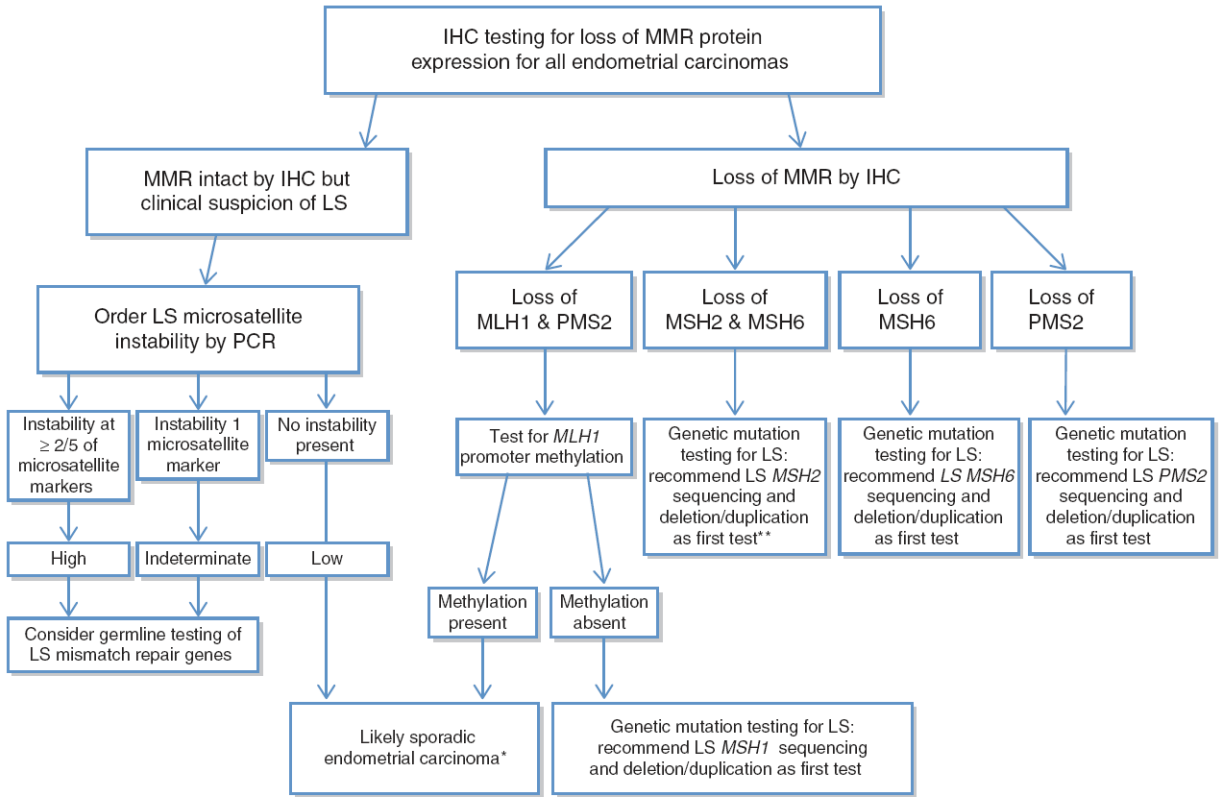 IHC testing for loss of MMR protein
expression for all endometrial carcinomas
MMR intact by IHC but
clinical suspicion of LS
Loss of MMR by IHC
Order LS microsatellite
instability by PCR
Loss of
MLH1 & PMS2
Loss of
MSH2 & MSH6
Loss of
MSH6
Loss of
PMS2
Instability at
≥ 2/5 of
microsatellite
markers
Instability 1
microsatellite
marker
No instability
present
Test for MLH1
promoter methylation
Genetic mutation
testing for LS:
recommend LS MSH2
sequencing and
deletion/duplication
as first test**
Genetic mutation
testing for LS:
recommend LS MSH6
sequencing and
deletion/duplication
as first test
Genetic mutation
testing for LS:
recommend LS PMS2
sequencing and
deletion/duplication
as first test
High
Indeterminate
Low
Methylation
present
Methylation
absent
Consider germline testing of
LS mismatch repair genes
Likely sporadic
endometrial carcinoma*
Genetic mutation testing for LS:
recommend LS MSH1 sequencing
and deletion/duplication as first test